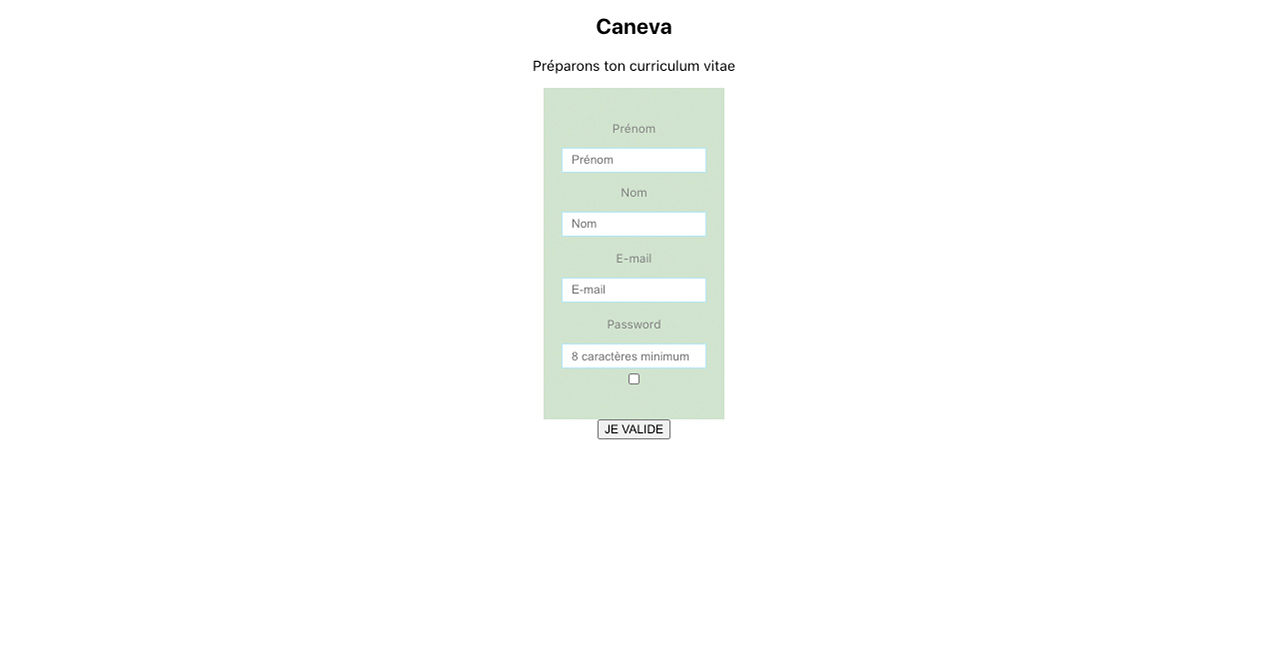 Caneva
Préparons ton curriculum vitae
Prénom
Prénom
Nom
Nom
E-mail
E-mail
Password
8 caractères minimum
JE VALIDE